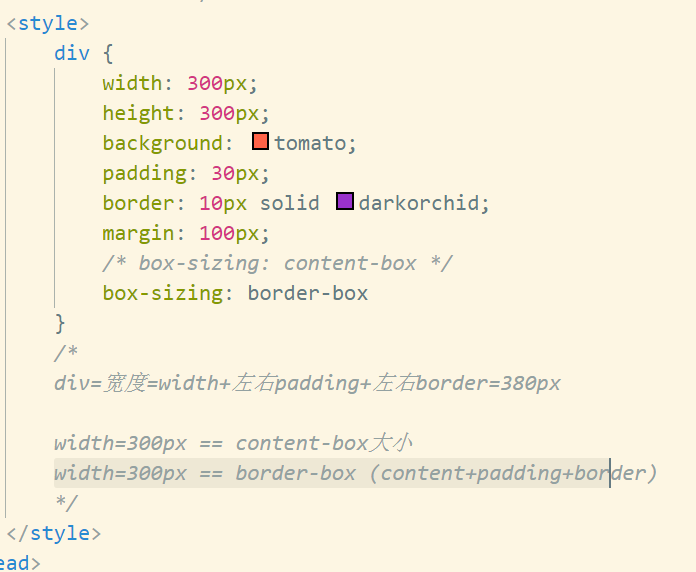 <style>
div {
width: 300px;
height: 300px;
background: tomato;
padding: 30px;
border: 10px solid darkorchid;
margin: 100px;
/* box-sizing: content-box */
box-sizing: border-box
}
/*
div=宽度=width+左右padding+左右border=380px
width=300px == content-box大小
width=300px == border-box (content+padding+border)
*/
</style>
ead>